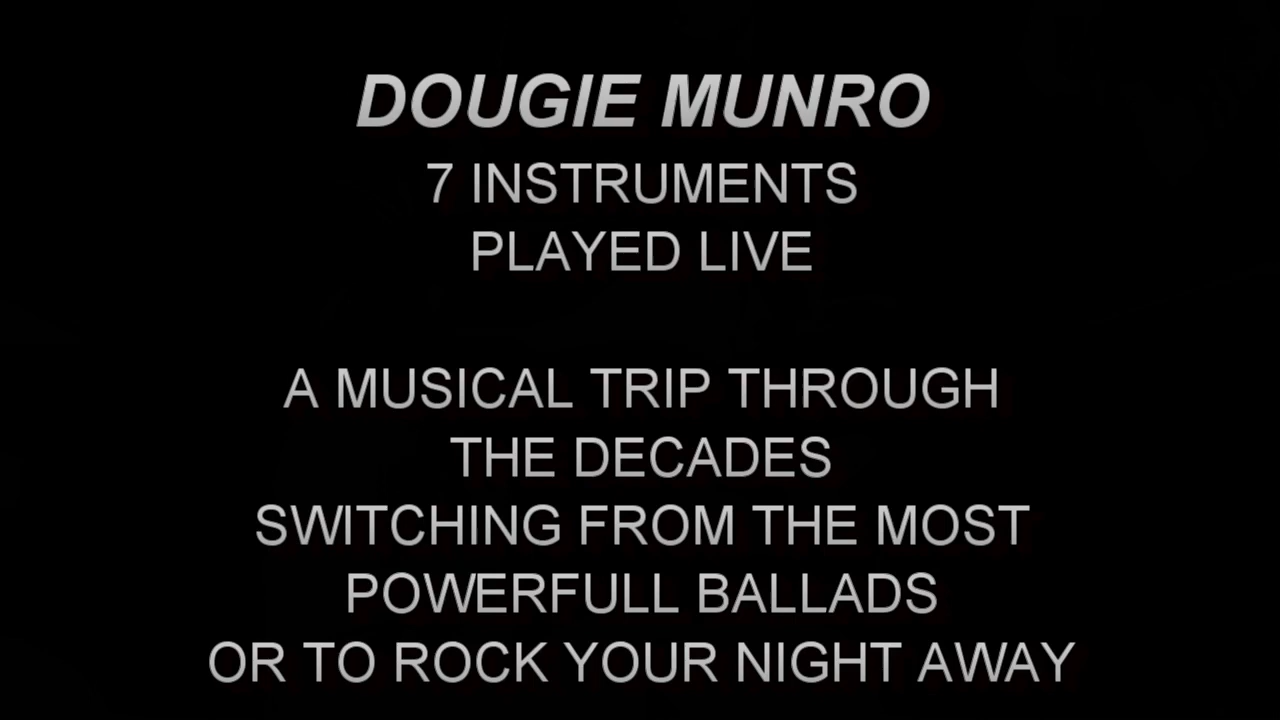 DOUGIE MUNRO
7 INSTRUMENTS
PLAYED LIVE
A MUSICAL TRIP THROUGH
THE DECADES
SWITCHING FROM THE MOST
POWERFULL BALLADS
OR TO ROCK YOUR NIGHT AWAY